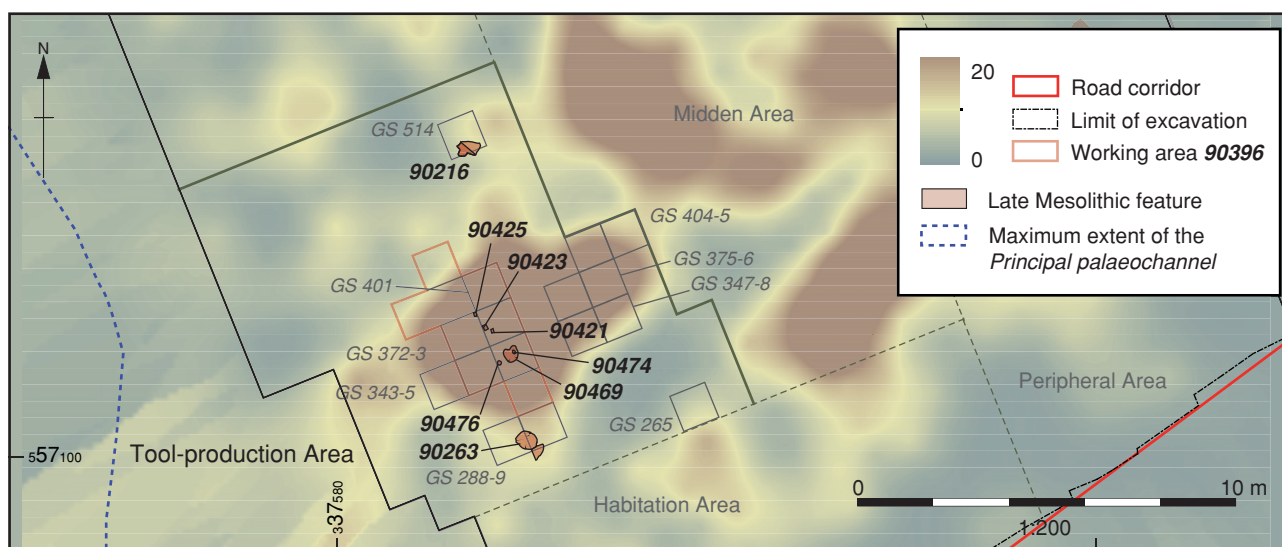 N
GS 514
90216
Midden Area
20
0
Road corridor
Limit of excavation
Working area 90396
Late Mesolithic feature
Maximum extent of the
Principal palaeochannel
90425
90423
GS 401
GS 404-5
GS 375-6
GS 347-8
90421
GS 372-3
90474
GS 343-5
90469
90476
GS 265
Peripheral Area
90263
557100
Tool-production Area
GS 288-9
337580
Habitation Area
0
10 m
1:200